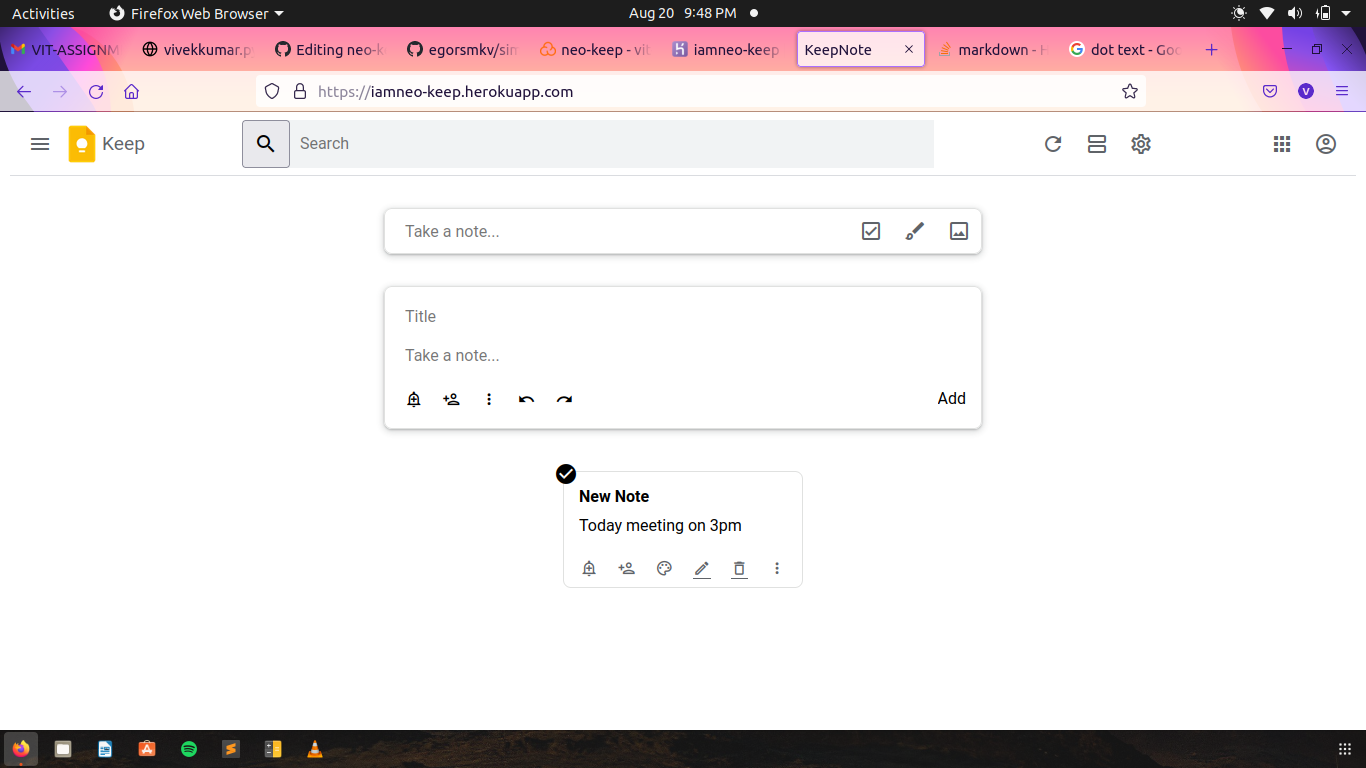 Activities
Firefox Web Browser
Aug 20 9:48 PM
VIT-ASSIGNM
vivekkumar.p
Editing neo-k
egorsmkv/sim
neo-keep - vit
iamneo-keep
KeepNote
markdown - H
dot text - Goo
https://iamneo-keep.herokuapp.com
V
Keep
Search
Take a note...
Title
Take a note...
Add
New Note
Today meeting on 3pm